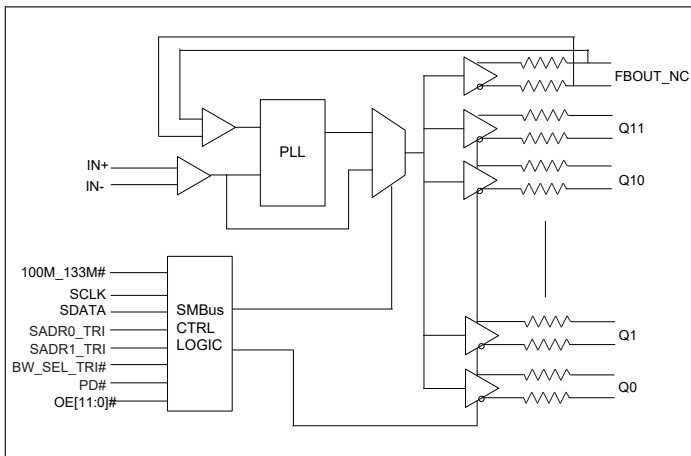 FBOUT_NC
Q11
PLL
IN+
IN-
Q10
100M_133M#
SCLK
SDATA
SADR0_TRI
SADR1_TRI
BW_SEL_TRI#
PD#
OE[11:0]#
SMBus
CTRL
LOGIC
Q1
Q0